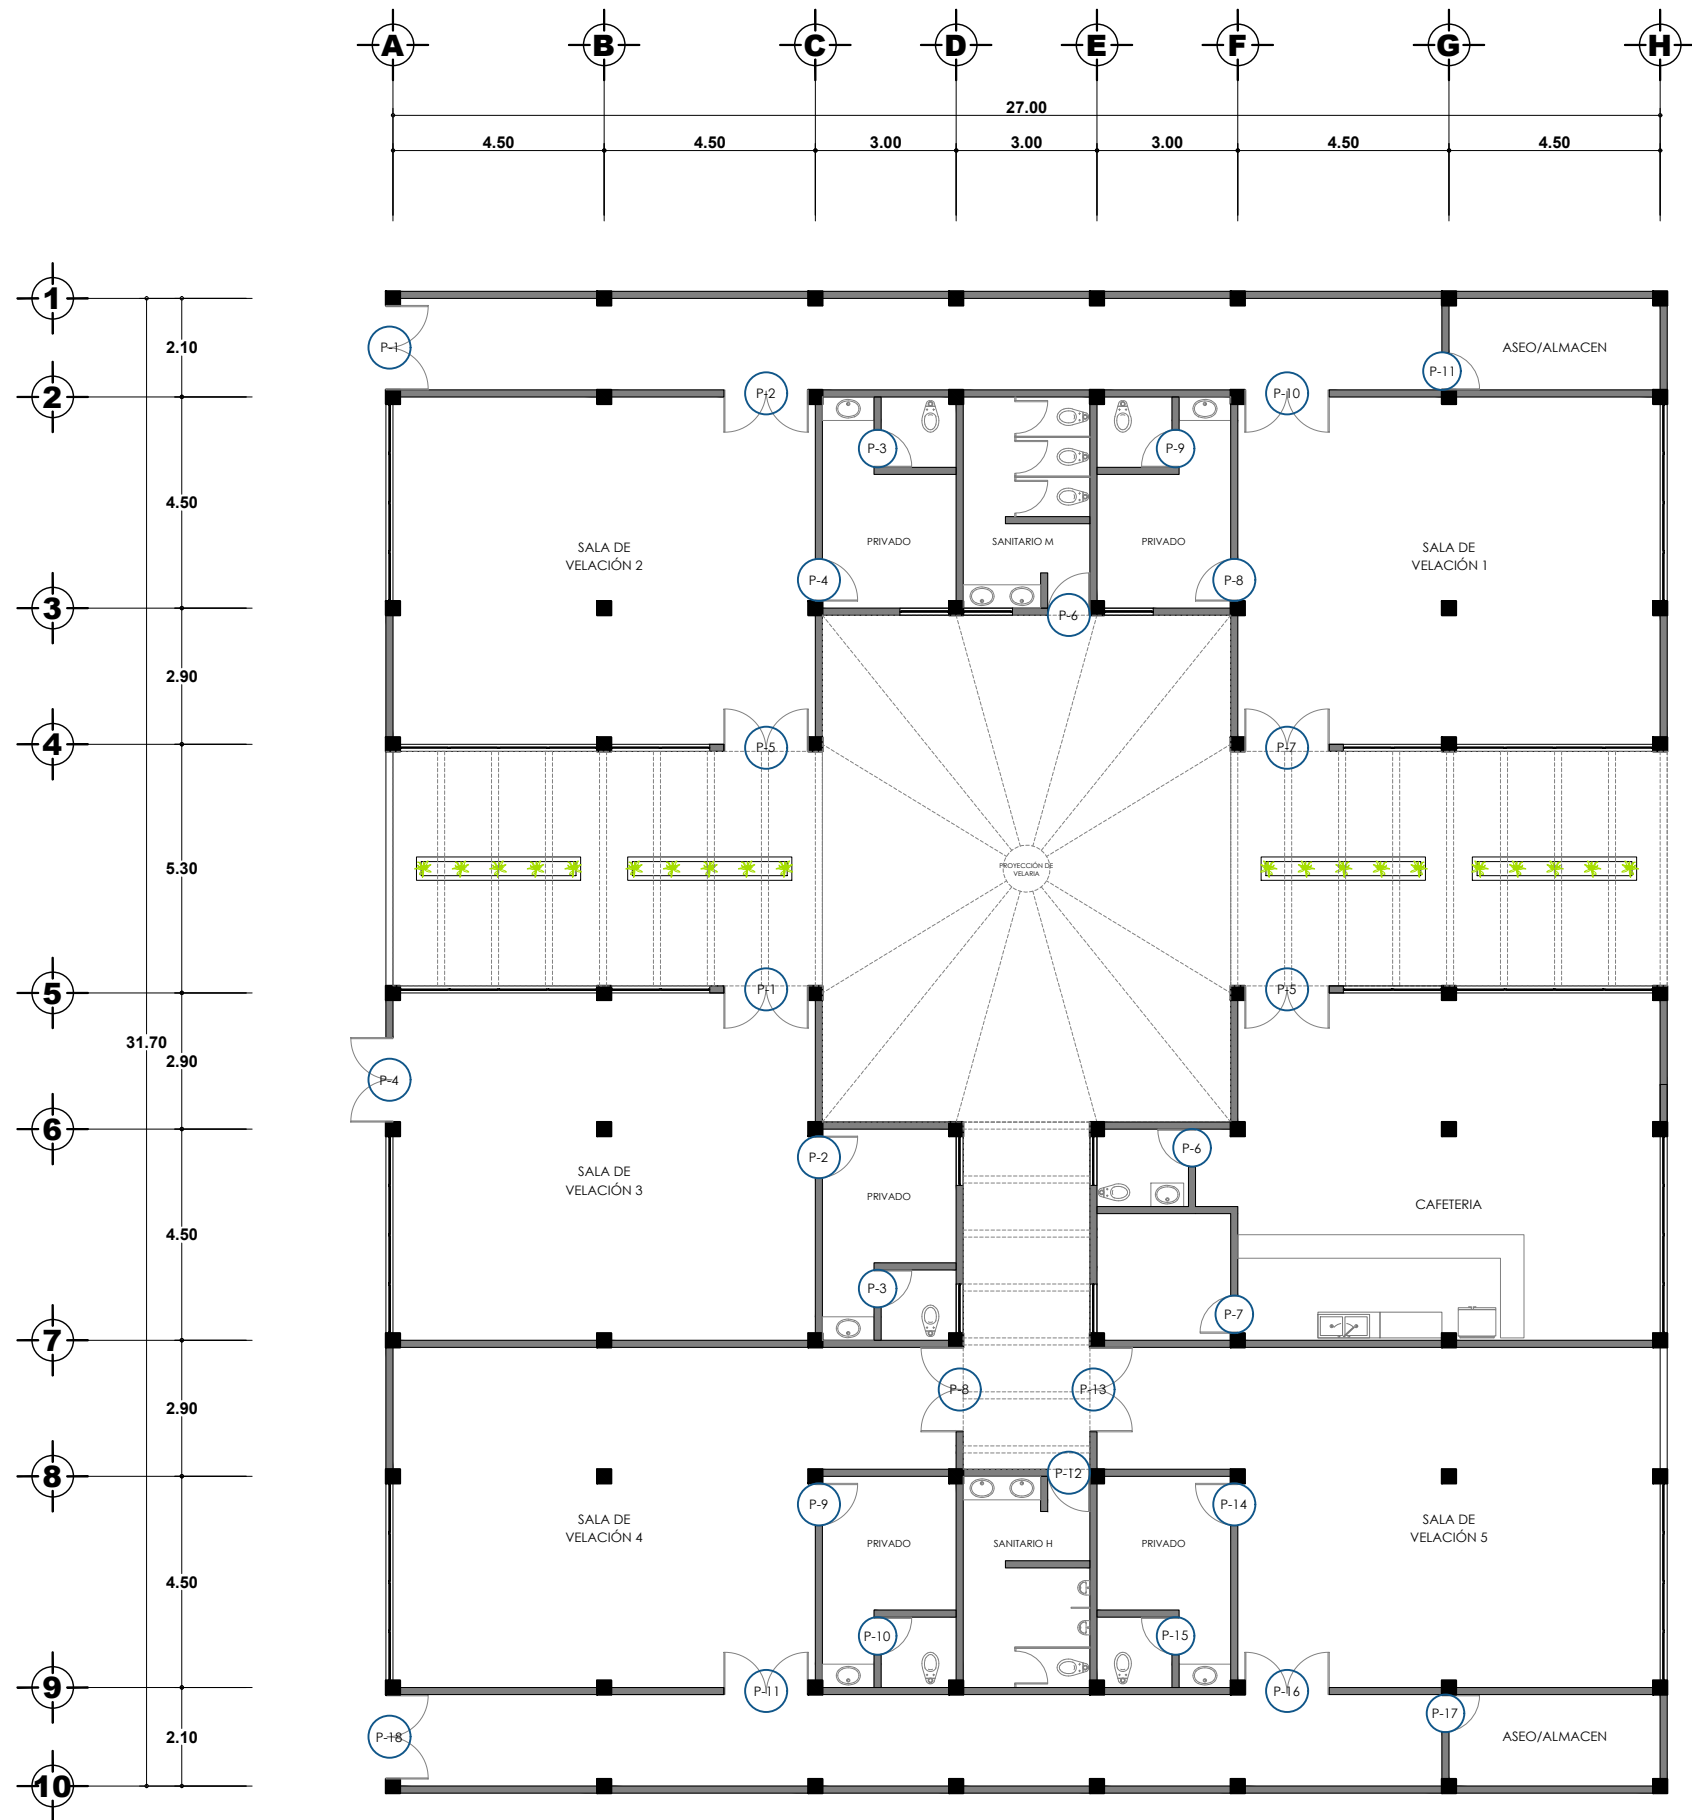 A B C D E F G H
27.00
4.50 4.50 3.00 3.00 3.00 4.50 4.50
1
2.10
P-1
P-11
ASEO/ALMACEN
2
P-2
P-10
P-3
P-9
4.50
SALA DE
VELACIÓN 2
PRIVADO
SANITARIO M
PRIVADO
SALA DE
VELACIÓN 1
P-4
P-8
3
P-6
2.90
4
P-5
P-7
5.30
PROYECCIÓN DE
VELARIA
5
P-1
P-5
31.70
2.90
P-4
6
P-2
P-6
SALA DE
VELACIÓN 3
PRIVADO
CAFETERIA
4.50
P-3
P-7
7
P-8
P-13
2.90
8
P-12
P-9
P-14
SALA DE
VELACIÓN 4
PRIVADO
SANITARIO H
PRIVADO
SALA DE
VELACIÓN 5
4.50
P-10
P-15
9
P-11
P-16
P-17
2.10
P-18
ASEO/ALMACEN
10